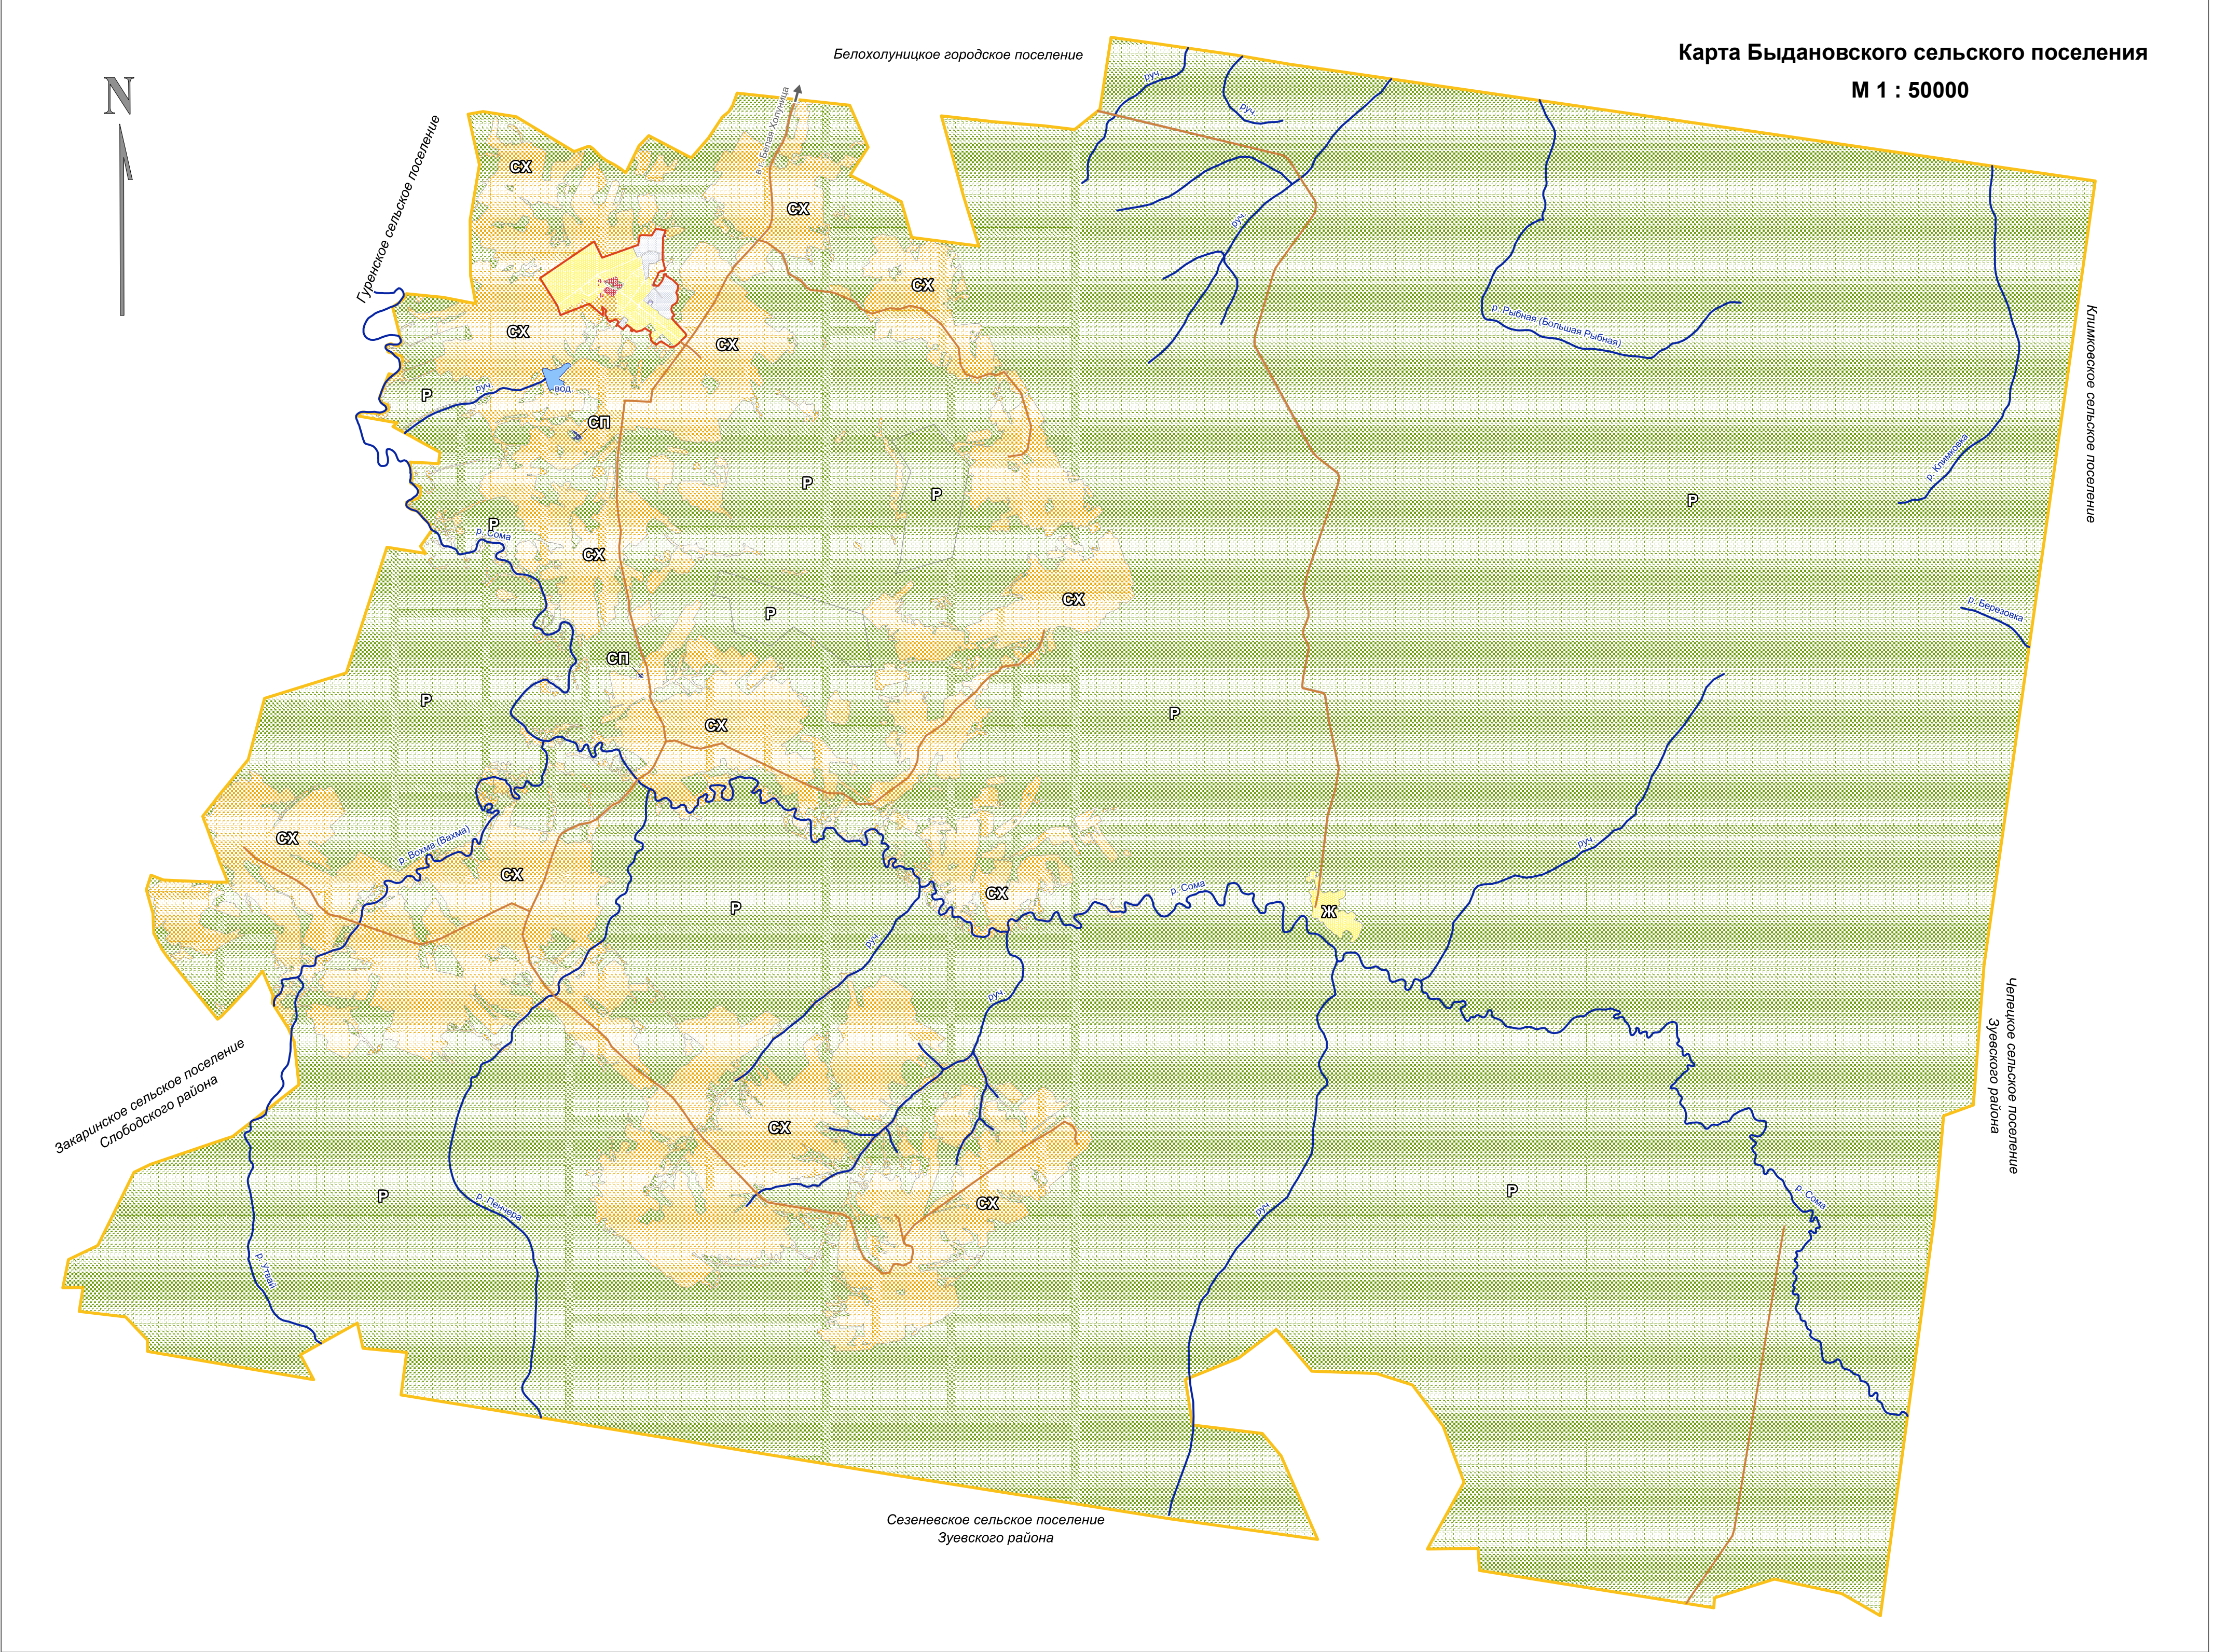 Карта Быдановского сельского поселения
М 1 : 50000
N
Белохолуницкое городское поселение
Гуренское сельское поселение
в г. Белая Холуница
руч.
руч.
руч.
СХ
СХ
СХ
СХ
СХ
р. Рыбная (Большая Рыбная)
Климковское сельское поселение
Р
руч.
вод.
СП
р. Климковка
Р
Р
Р
Р
р. Сома
СХ
СХ
р. Березовка
Р
СП
Р
СХ
Р
СХ
р. Вохма (Вахма)
СХ
руч.
СХ
р. Сома
Р
Ж
руч.
руч.
Чепецкое сельское поселение
Зуевского района
Закаринское сельское поселение
Слободского района
СХ
Р
р. Пенчера
СХ
руч.
Р
р. Сома
р. утвай
Сезеневское сельское поселение
Зуевского района